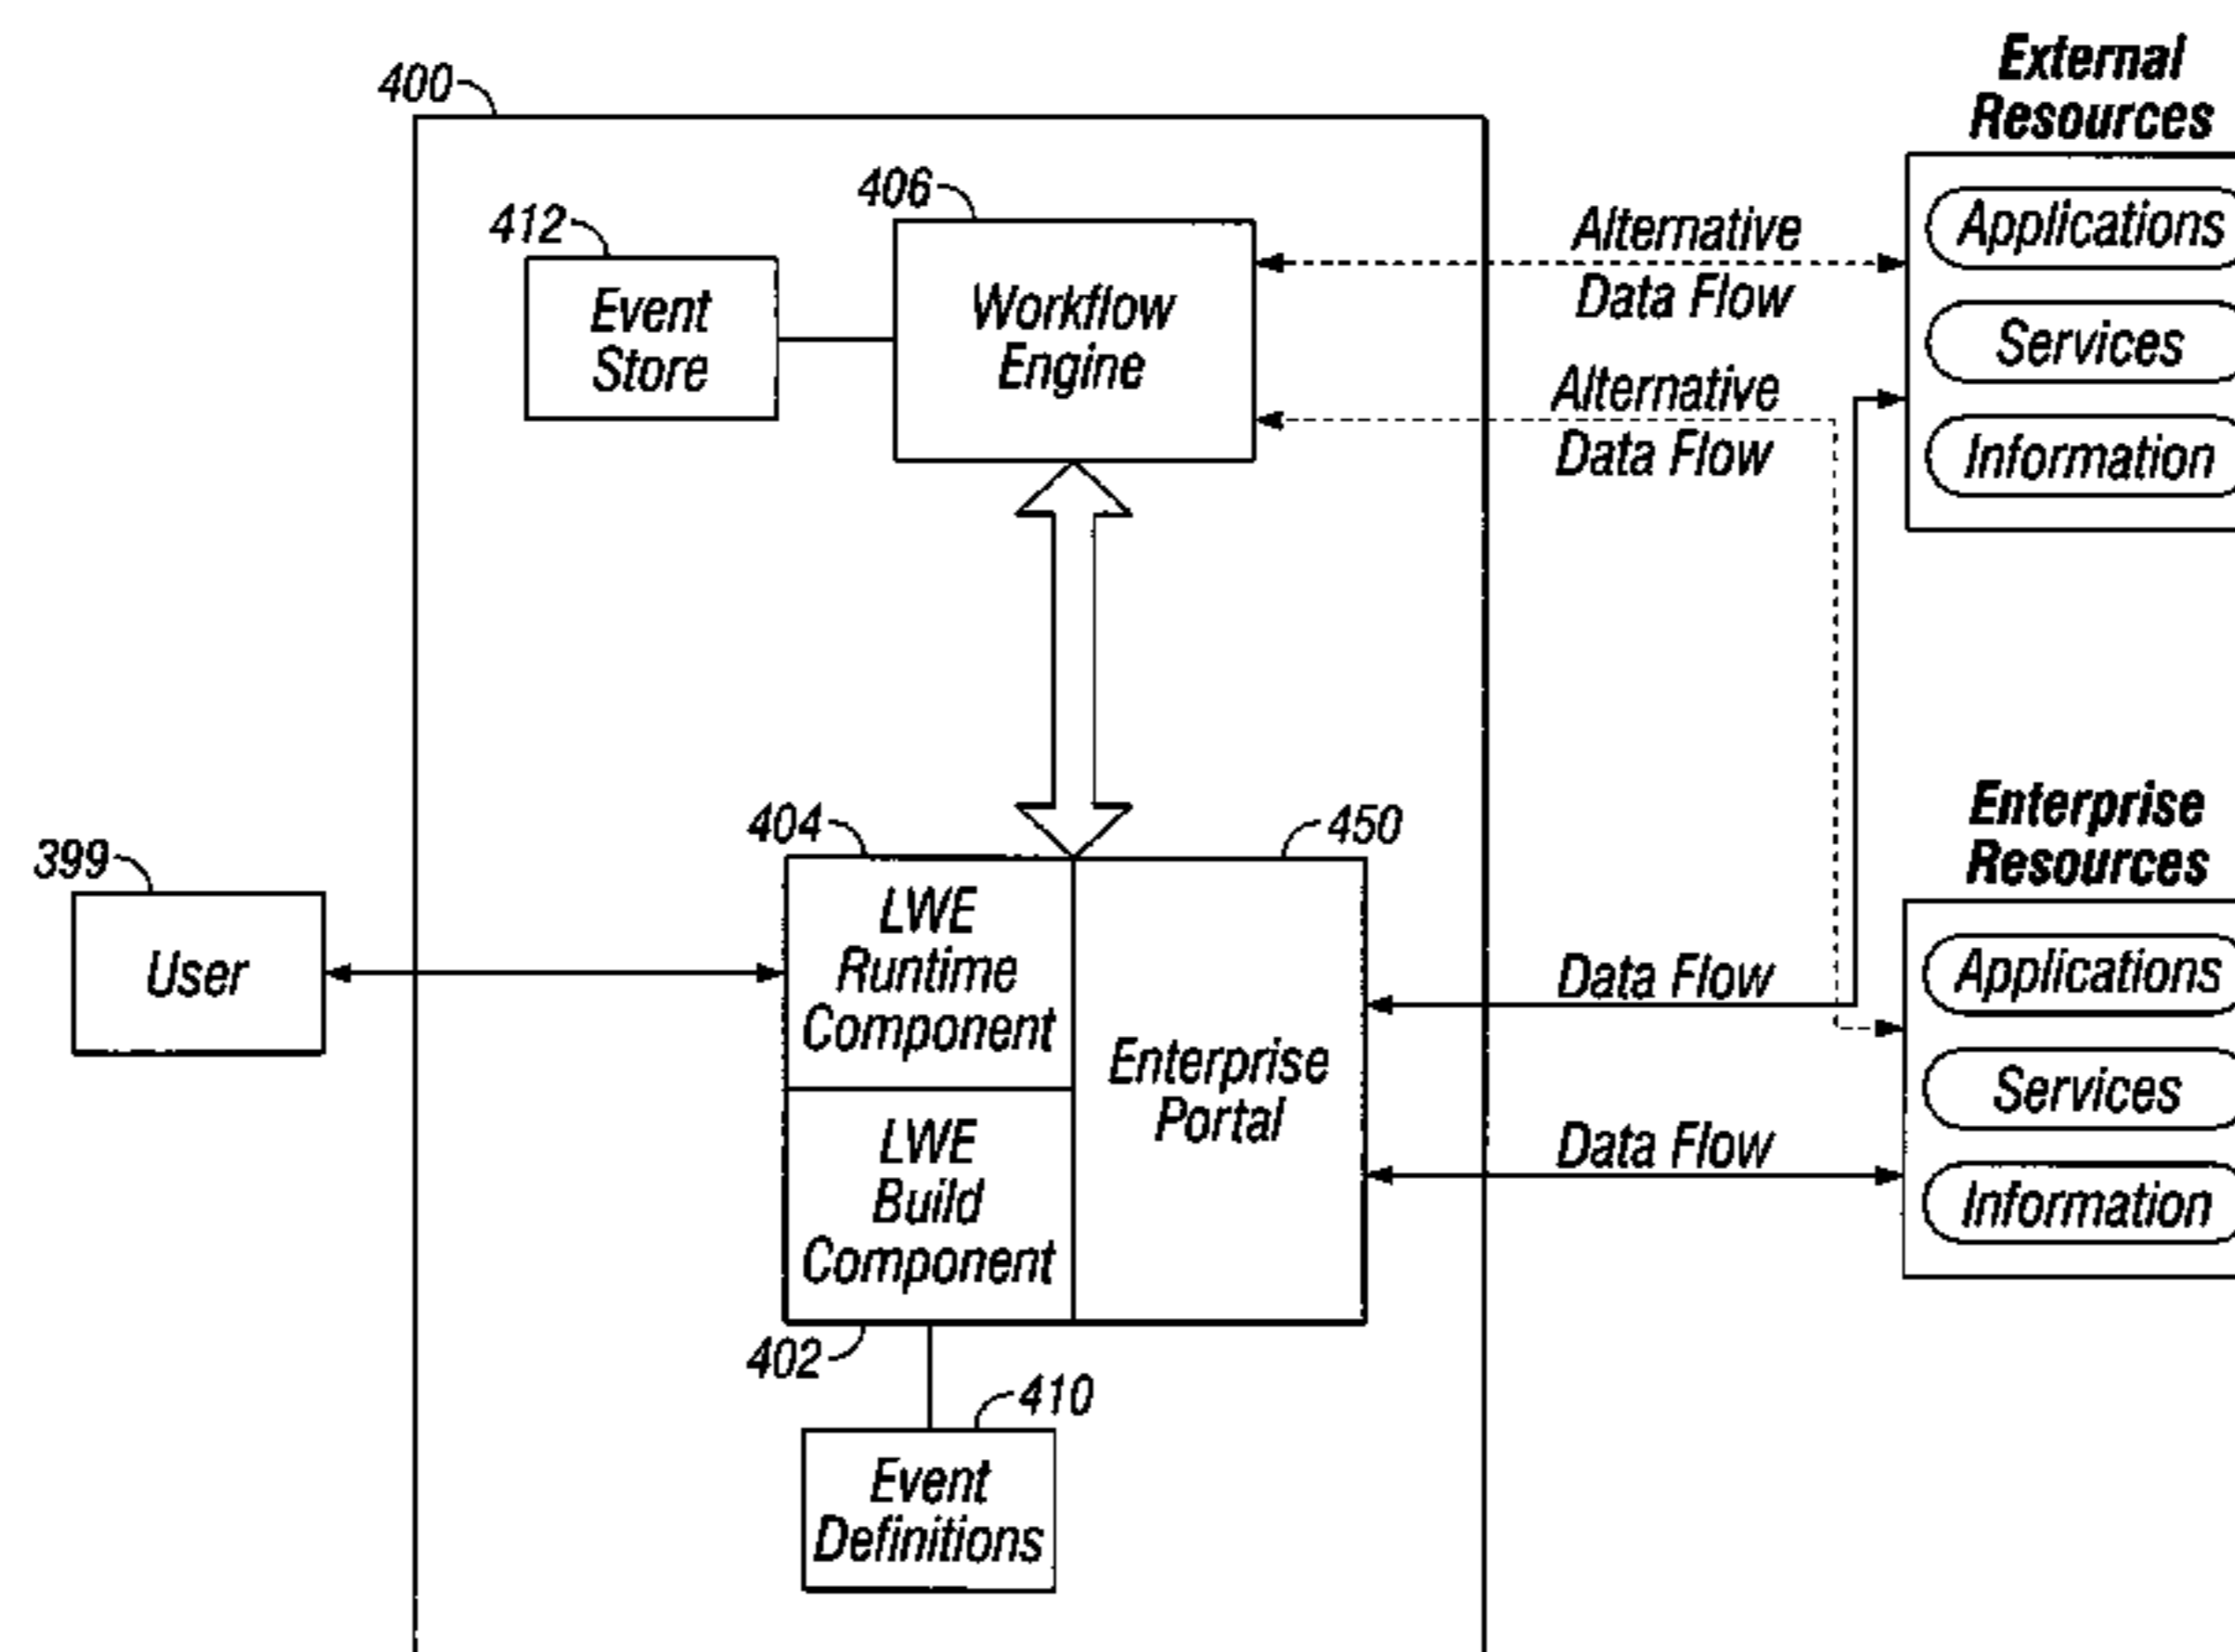 External
Resources
400
406
412
Applications
Alternative
Data Flow
Event
Store
Workflow
Engine
Services
Alternative
Data Flow
Information
Enterprise
Resources
404
450
399
User
LWE
Runtime
Component
Data Flow
Applications
Enterprise
Portal
Services
LWE
Build
Component
Data Flow
Information
402
410
Event
Definitions